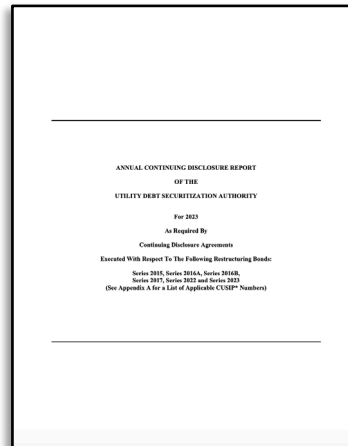 ANNUAL CONTINUING DISCLOSURE REPORT
OF THE
UTILITY DEBT SECURITIZATION AUTHORITY
For 2023
As Required By
Continuing Disclosure Agreements
Executed With Respect To The Following Restructuring Bonds:
Series 2015, Series 2016A, Series 2016B,
Series 2017, Series 2022 and Series 2023
(See Appendix A for a List of Applicable CUSIP* Numbers)